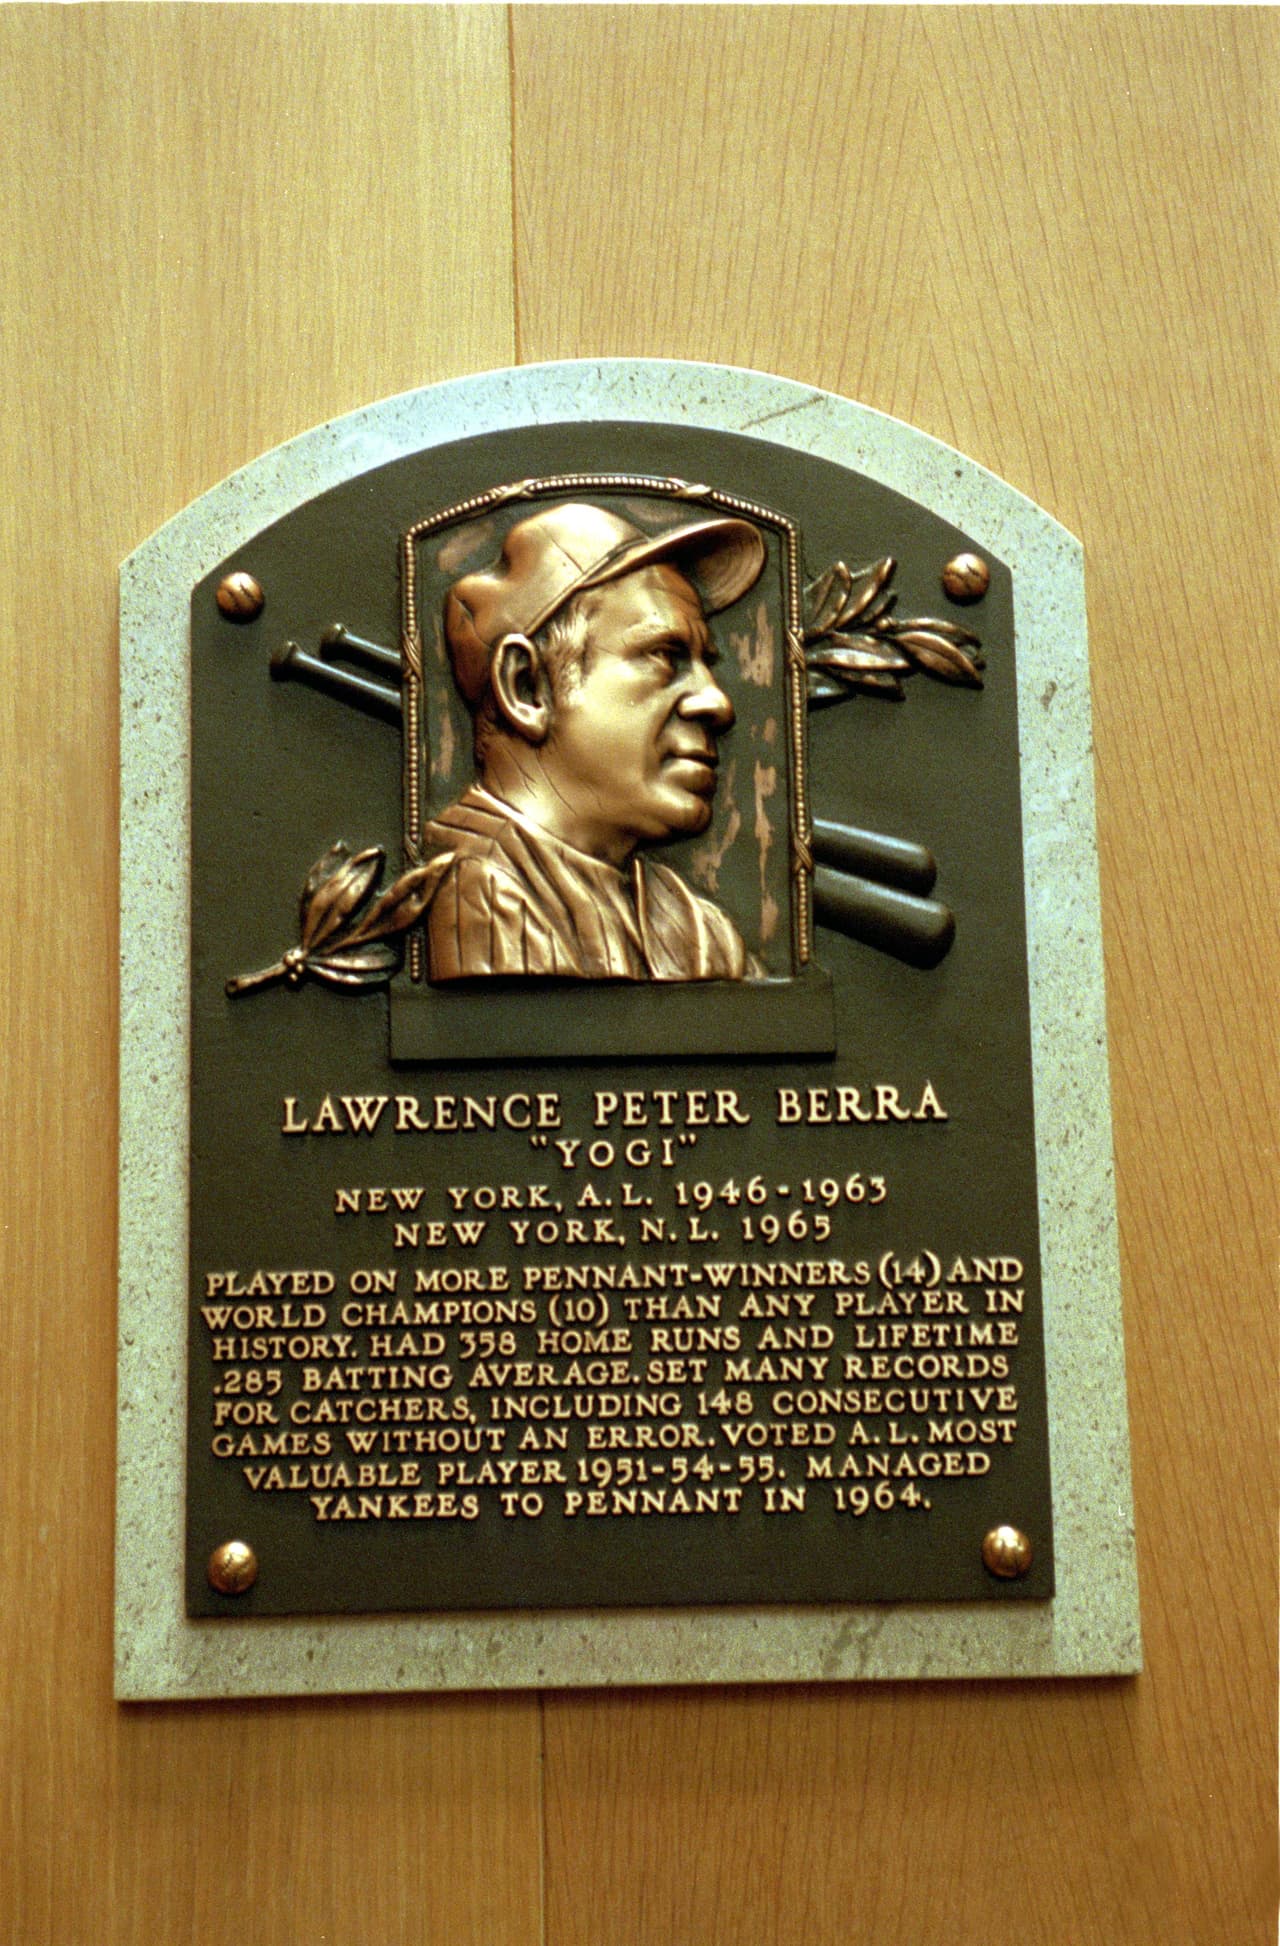 LAWRENCE PETER BERRA
"YOGI"
NEW YORK, A.L. 1946-1963
NEW YORK, N.L. 1965
PLAYED ON MORE PENNANT-WINNERS (14) AND
WORLD CHAMPIONS (10) THAN ANY PLAYER IN
HISTORY. HAD 358 HOME RUNS AND LIFETIME
.285 BATTING AVERAGE. SET MANY RECORDS
FOR CATCHERS, INCLUDING 148 CONSECUTIVE
GAMES WITHOUT AN ERROR. VOTED A.L. MOST
VALUABLE PLAYER 1951-54-55. MANAGED
YANKEES TO PENNANT IN 1964.